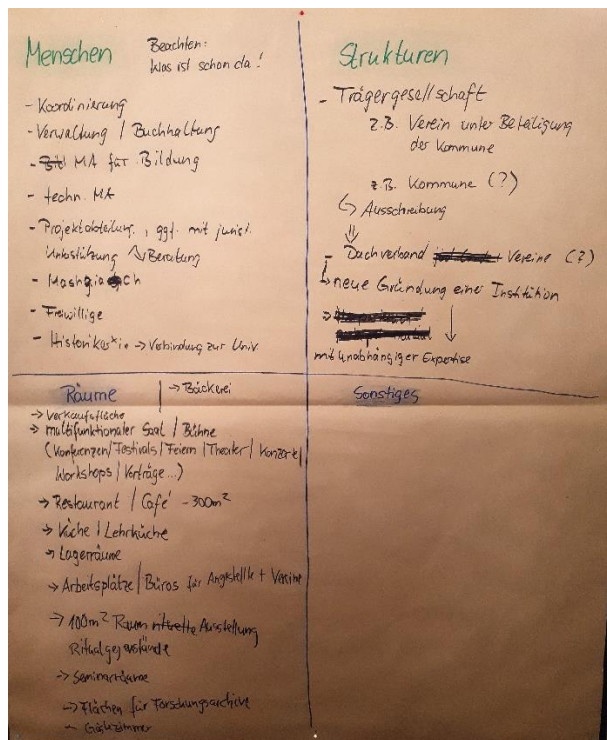 Menschen
Beachten:
Was ist schon da!
- Koordinierung
- Verwaltung / Buchhaltung
- MA für Bildung
- techn. MA
- Projektabteilung, ggf. mit jurist.
Unterstützung Beratung
- Mashgiach
- Freiwillige
- Historiker*in → Verbindung zur Univ.
Strukturen
- Trägergesellschaft
z.B. Verein unter Beteiligung
der Kommune
z.B. Kommune (?)
↳ Ausschreibung
⇓
- Dachverband Vereine (?)
↳ neue Gründung einer Institution
mit unabhängiger Expertise
Räume
→ Bäckerei
→ Verkaufsfläche
→ multifunktionaler Saal / Bühne
(Konferenzen / Festivals / Feiern / Theater / Konzerte /
Workshops / Vorträge...)
→ Restaurant / Café - 300m²
→ Küche / Lehrküche
→ Lagerräume
→ Arbeitsplätze / Büros für Angestellte + Vereine
→ 100m² Raum Ausstellung
Ritualgegenstände
→ Seminarräume
→ Flächen für Forschungsarchive
- Gästezimmer
Sonstiges